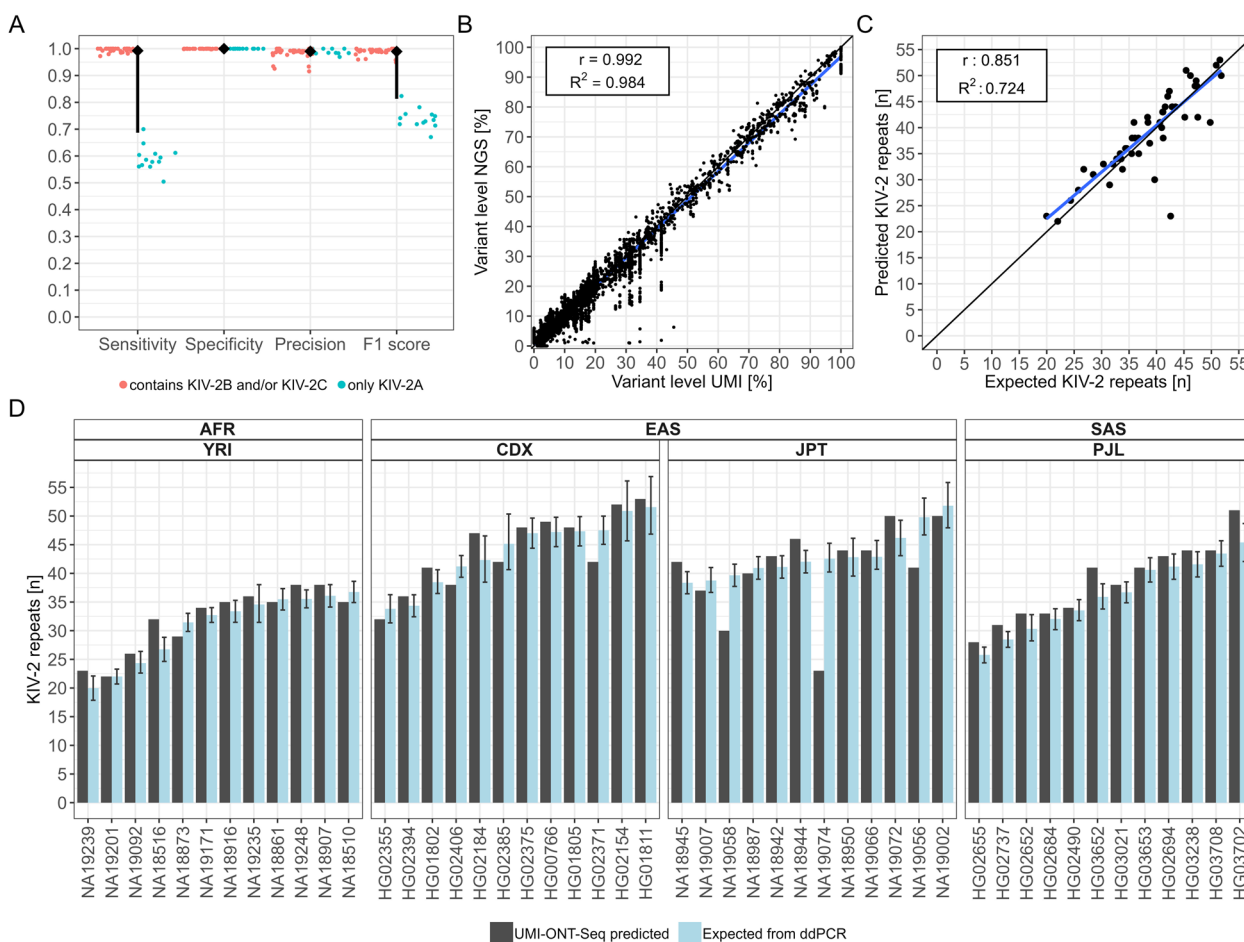 A
1.0
0.9
0.8
0.7
0.6
0.5
0.4
0.3
0.2
0.1
0.0
Sensitivity Specificity Precision F1 score
contains KIV-2B and/or KIV-2C only KIV-2A
B
r = 0.992
R² = 0.984
Variant level NGS [%]
100
90
80
70
60
50
40
30
20
10
0
0 10 20 30 40 50 60 70 80 90 100
Variant level UMI [%]
C
r : 0.851
R² : 0.724
Predicted KIV-2 repeats [n]
55
50
45
40
35
30
25
20
15
10
5
0
0 5 10 15 20 25 30 35 40 45 50 55
Expected KIV-2 repeats [n]
D
AFR EAS SAS
YRI CDX JPT PJL
KIV-2 repeats [n]
55
50
45
40
35
30
25
20
15
10
5
0
NA19239
NA19201
NA19092
NA18516
NA18873
NA19171
NA18916
NA19235
NA18861
NA19248
NA18907
NA18510
HG02355
HG02394
HG01802
HG02406
HG02184
HG02385
HG02375
HG00766
HG01805
HG02371
HG02154
HG01811
NA18945
NA19007
NA19058
NA18987
NA18942
NA18944
NA19074
NA18950
NA19066
NA19072
NA19056
NA19002
HG02655
HG02737
HG02652
HG02684
HG02490
HG03652
HG03021
HG03653
HG02694
HG03238
HG03708
HG03702
UMI-ONT-Seq predicted Expected from ddPCR